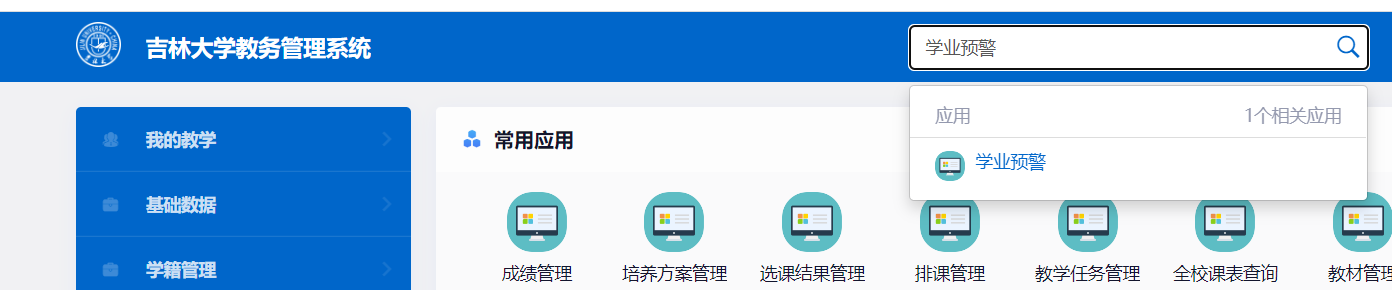 吉林大学教务管理系统
学业预警
应用
1个相关应用
学业预警
我的教学
基础数据
学籍管理
常用应用
成绩管理
培养方案管理
选课结果管理
排课管理
教学任务管理
全校课表查询
教材管理